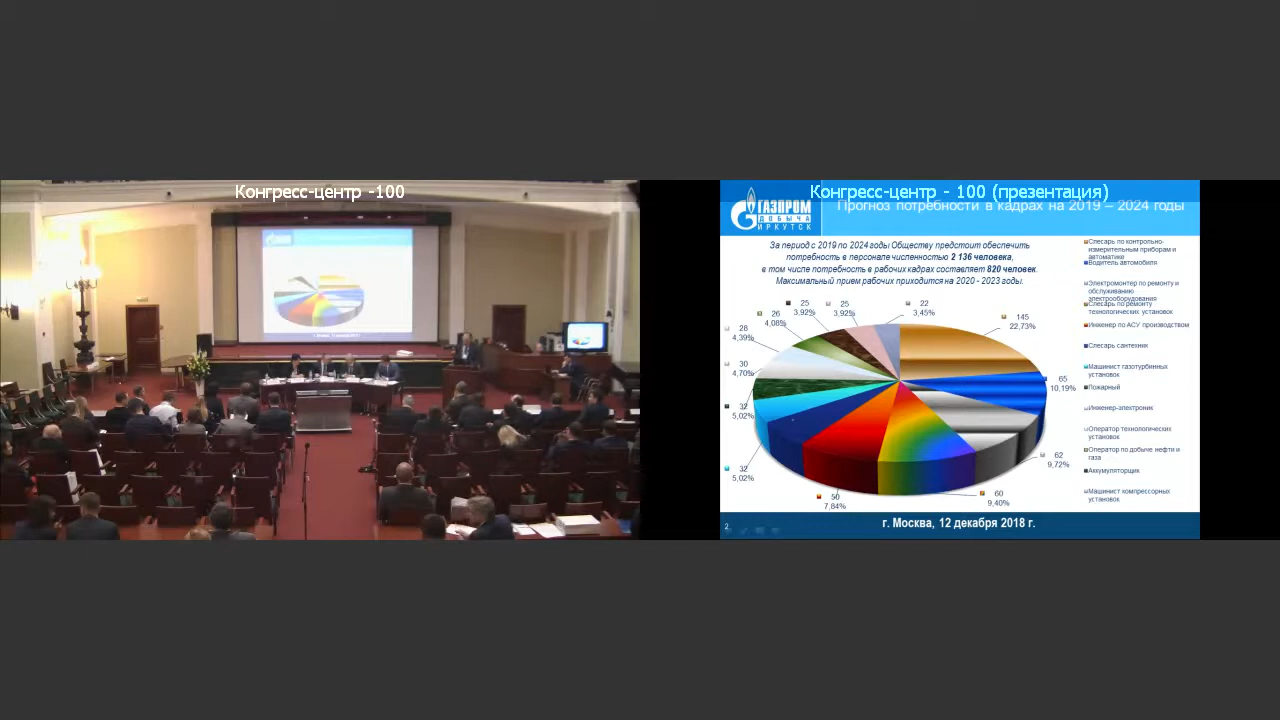 Конгресс-центр -100
Конгресс-центр - 100 (презентация)
ГАЗПРОМ
ДОБЫЧА
ИРКУТСК
Прогноз потребности в кадрах на 2019 – 2024 годы
За период с 2019 по 2024 годы Обществу предстоит обеспечить
потребность в персонале численностью 2 136 человека,
в том числе потребность в рабочих кадрах составляет 820 человек.
Максимальный прием рабочих приходится на 2020 - 2023 годы.
25
3,92%
25
3,92%
22
3,45%
26
4,08%
145
22,73%
28
4,39%
30
4,70%
65
10,19%
32
5,02%
62
9,72%
32
5,02%
60
9,40%
50
7,84%
Слесарь по контрольно-
измерительным приборам и
автоматике
Водитель автомобиля
Электромонтер по ремонту и
обслуживанию
электрооборудования
Слесарь по ремонту
технологических установок
Инженер по АСУ производством
Слесарь сантехник
Машинист газотурбинных
установок
Пожарный
Инженер-электроник
Оператор технологических
установок
Оператор по добыче нефти и
газа
Аккумуляторщик
Машинист компрессорных
установок
2
г. Москва, 12 декабря 2018 г.